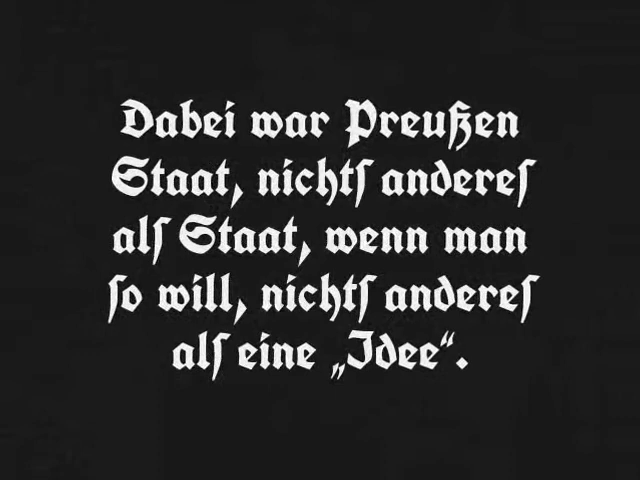 Dabei war Preußen
Staat, nichtſ andereſ
alſ Staat, wenn man
ſo will, nichtſ andereſ
alſ eine „Idee“.